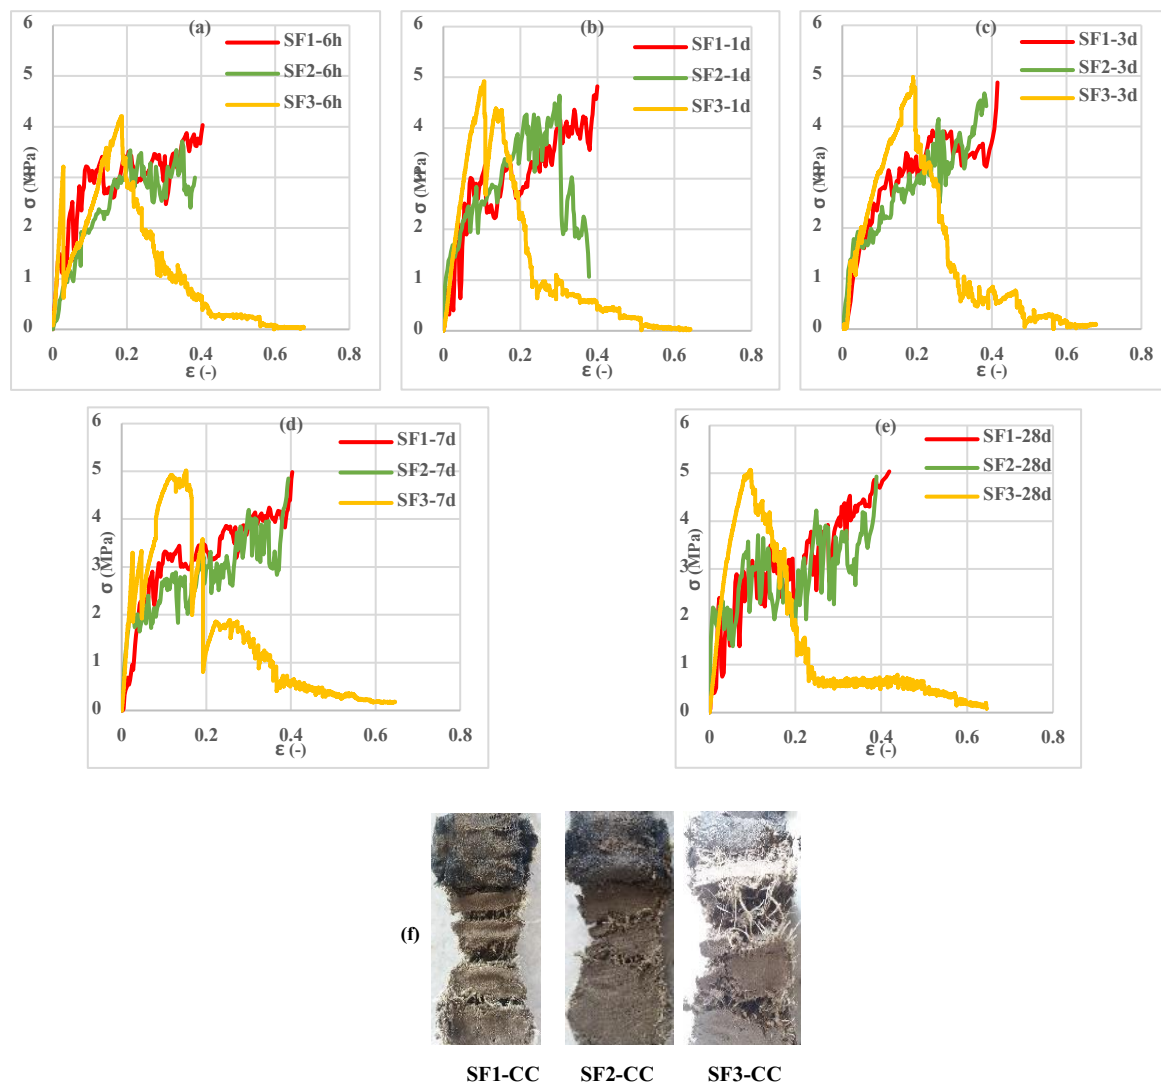 (a)
SF1-6h
SF2-6h
SF3-6h
σ (MPa)
6
5
4
3
2
1
0
0 0.2 0.4 0.6 0.8
ε (-)
(b)
SF1-1d
SF2-1d
SF3-1d
σ (MPa)
6
5
4
3
2
1
0
0 0.2 0.4 0.6 0.8
ε (-)
(c)
SF1-3d
SF2-3d
SF3-3d
σ (MPa)
6
5
4
3
2
1
0
0 0.2 0.4 0.6 0.8
ε (-)
(d)
SF1-7d
SF2-7d
SF3-7d
σ (MPa)
6
5
4
3
2
1
0
0 0.2 0.4 0.6 0.8
ε (-)
(e)
SF1-28d
SF2-28d
SF3-28d
σ (MPa)
6
5
4
3
2
1
0
0 0.2 0.4 0.6 0.8
ε (-)
(f)
SF1-CC SF2-CC SF3-CC